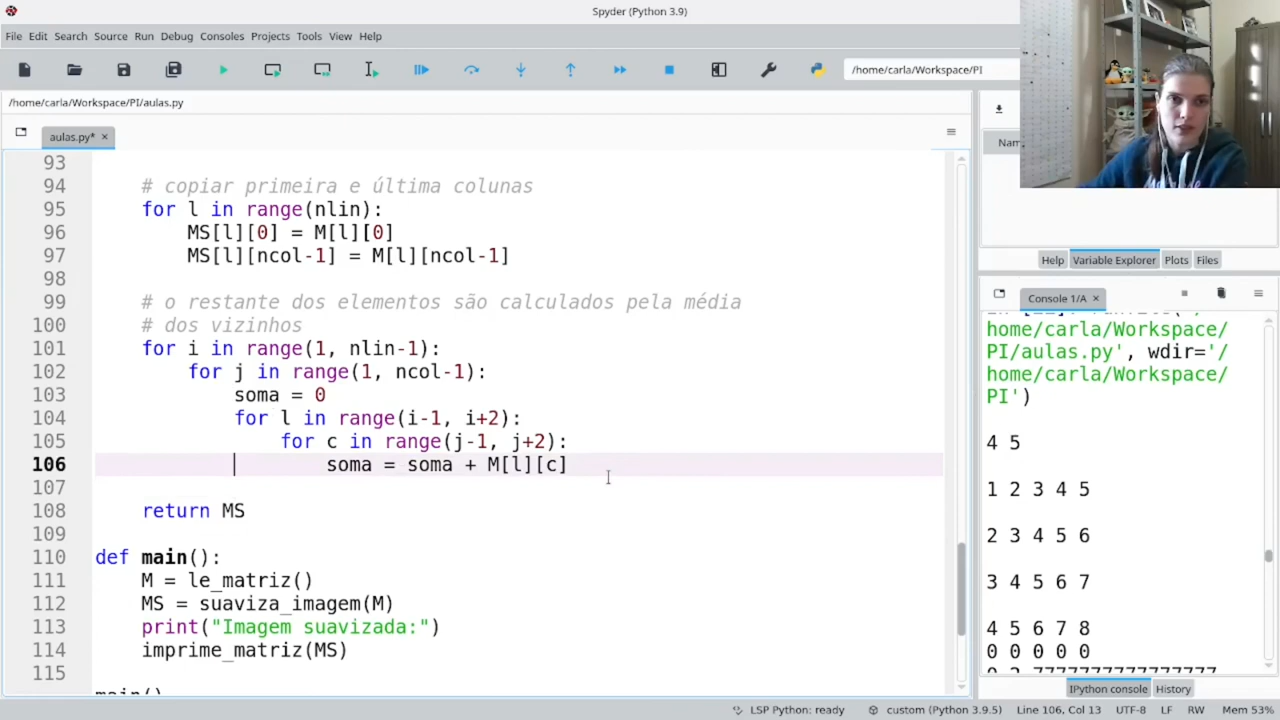 Spyder (Python 3.9)
File Edit Search Source Run Debug Consoles Projects Tools View Help
/home/carla/Workspace/PI
/home/carla/Workspace/PI/aulas.py
aulas.py* ×
93
94 # copiar primeira e última colunas
95 for l in range(nlin):
96 MS[l][0] = M[l][0]
97 MS[l][ncol-1] = M[l][ncol-1]
98
99 # o restante dos elementos são calculados pela média
100 # dos vizinhos
101 for i in range(1, nlin-1):
102 for j in range(1, ncol-1):
103 soma = 0
104 for l in range(i-1, i+2):
105 for c in range(j-1, j+2):
106 soma = soma + M[l][c]
107
108 return MS
109
110 def main():
111 M = le_matriz()
112 MS = suaviza_imagem(M)
113 print("Imagem suavizada:")
114 imprime_matriz(MS)
115
main()
Nam
Help Variable Explorer Plots Files
Console 1/A ×
home/carla/Workspace/
PI/aulas.py', wdir='/
home/carla/Workspace/
PI')
4 5
1 2 3 4 5
2 3 4 5 6
3 4 5 6 7
4 5 6 7 8
0 0 0 0 0
IPython console History
LSP Python: ready custom (Python 3.9.5) Line 106, Col 13 UTF-8 LF RW Mem 53%